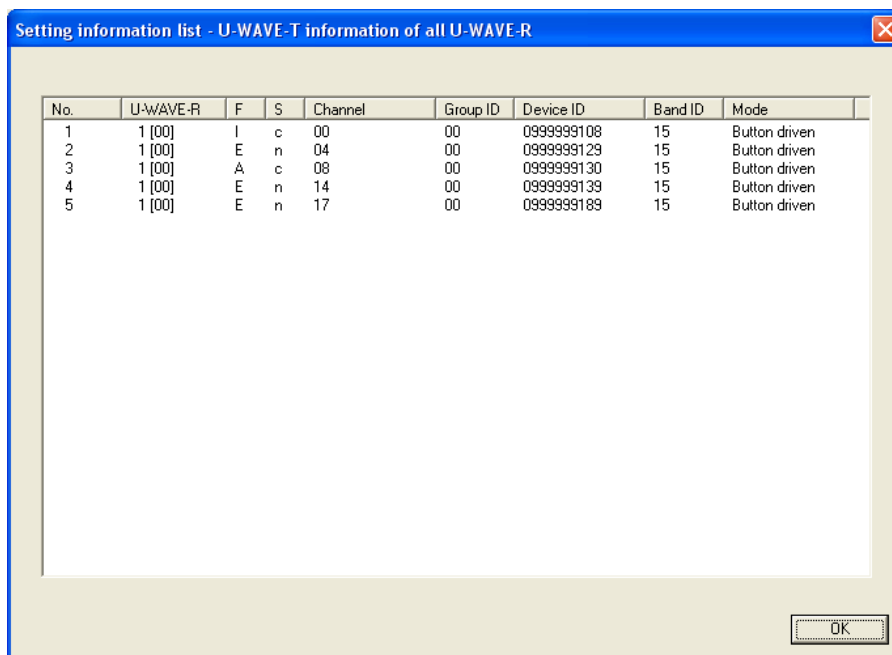 Setting information list - U-WAVE-T information of all U-WAVE-R
No. U-WAVE-R F S Channel Group ID Device ID Band ID Mode
1 1 [00] I c 00 00 0999999108 15 Button driven
2 1 [00] E n 04 00 0999999129 15 Button driven
3 1 [00] A c 08 00 0999999130 15 Button driven
4 1 [00] E n 14 00 0999999139 15 Button driven
5 1 [00] E n 17 00 0999999189 15 Button driven
OK